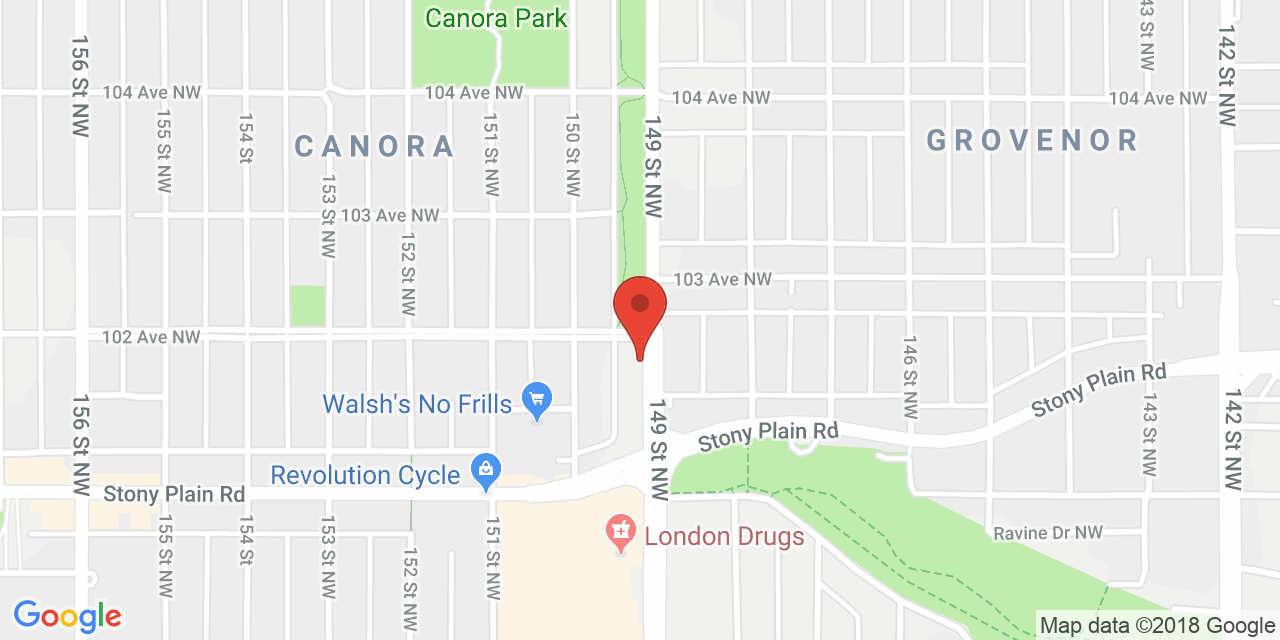 Canora Park
156 St NW
142 St NW
143 St NW
104 Ave NW
104 Ave NW
104 Ave NW
104 Ave NW
155 St NW
154 St
CANORA
151 St NW
150 St NW
149 St NW
GROVENOR
153 St NW
103 Ave NW
152 St NW
103 Ave NW
102 Ave NW
146 St NW
Stony Plain Rd
Walsh's No Frills
156 St NW
149 St NW
Stony Plain Rd
143 St NW
142 St NW
Revolution Cycle
Stony Plain Rd
155 St NW
154 St
153 St NW
152 St NW
151 St NW
London Drugs
Ravine Dr NW
Google
Map data ©2018 Google